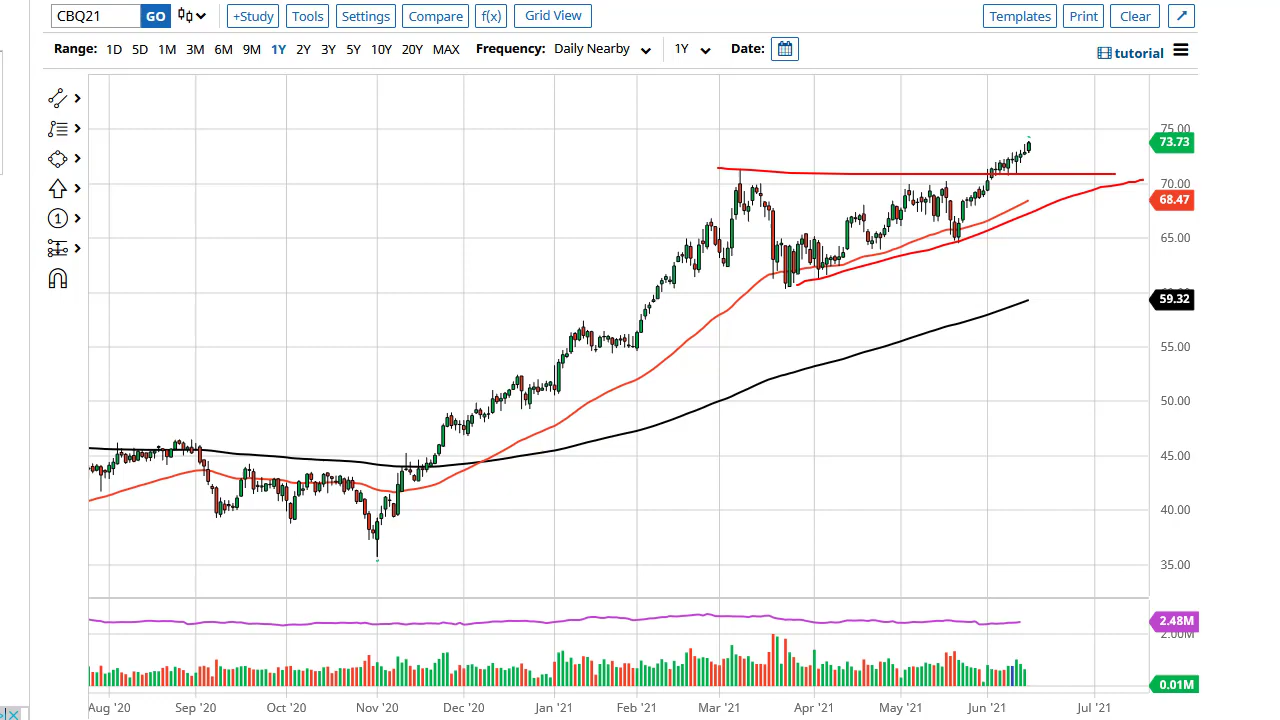 CBQ21 GO +Study Tools Settings Compare f(x) Grid View Templates Print Clear
Range: 1D 5D 1M 3M 6M 9M 1Y 2Y 3Y 5Y 10Y 20Y MAX Frequency: Daily Nearby 1Y Date: tutorial
75.00
73.73
70.00
68.47
65.00
59.32
55.00
50.00
45.00
40.00
35.00
2.48M
2.00M
0.01M
1
Aug '20 Sep '20 Oct '20 Nov '20 Dec '20 Jan '21 Feb '21 Mar '21 Apr '21 May '21 Jun '21 Jul '21